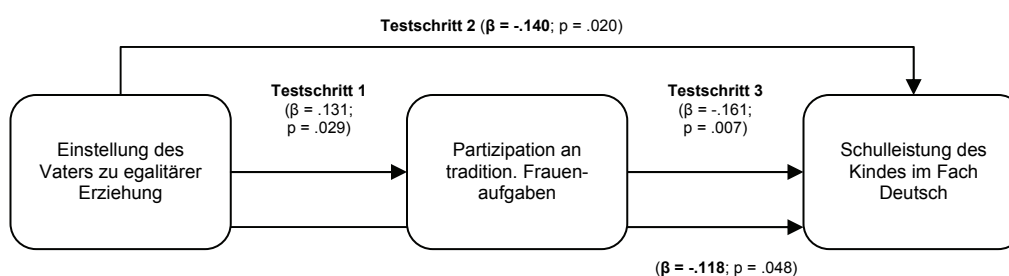 Testschritt 2 (β = -.140; p = .020)
Testschritt 1
(β = .131;
p = .029)
Testschritt 3
(β = -.161;
p = .007)
Einstellung des
Vaters zu egalitärer
Erziehung
Partizipation an
tradition. Frauen-
aufgaben
Schulleistung des
Kindes im Fach
Deutsch
(β = -.118; p = .048)